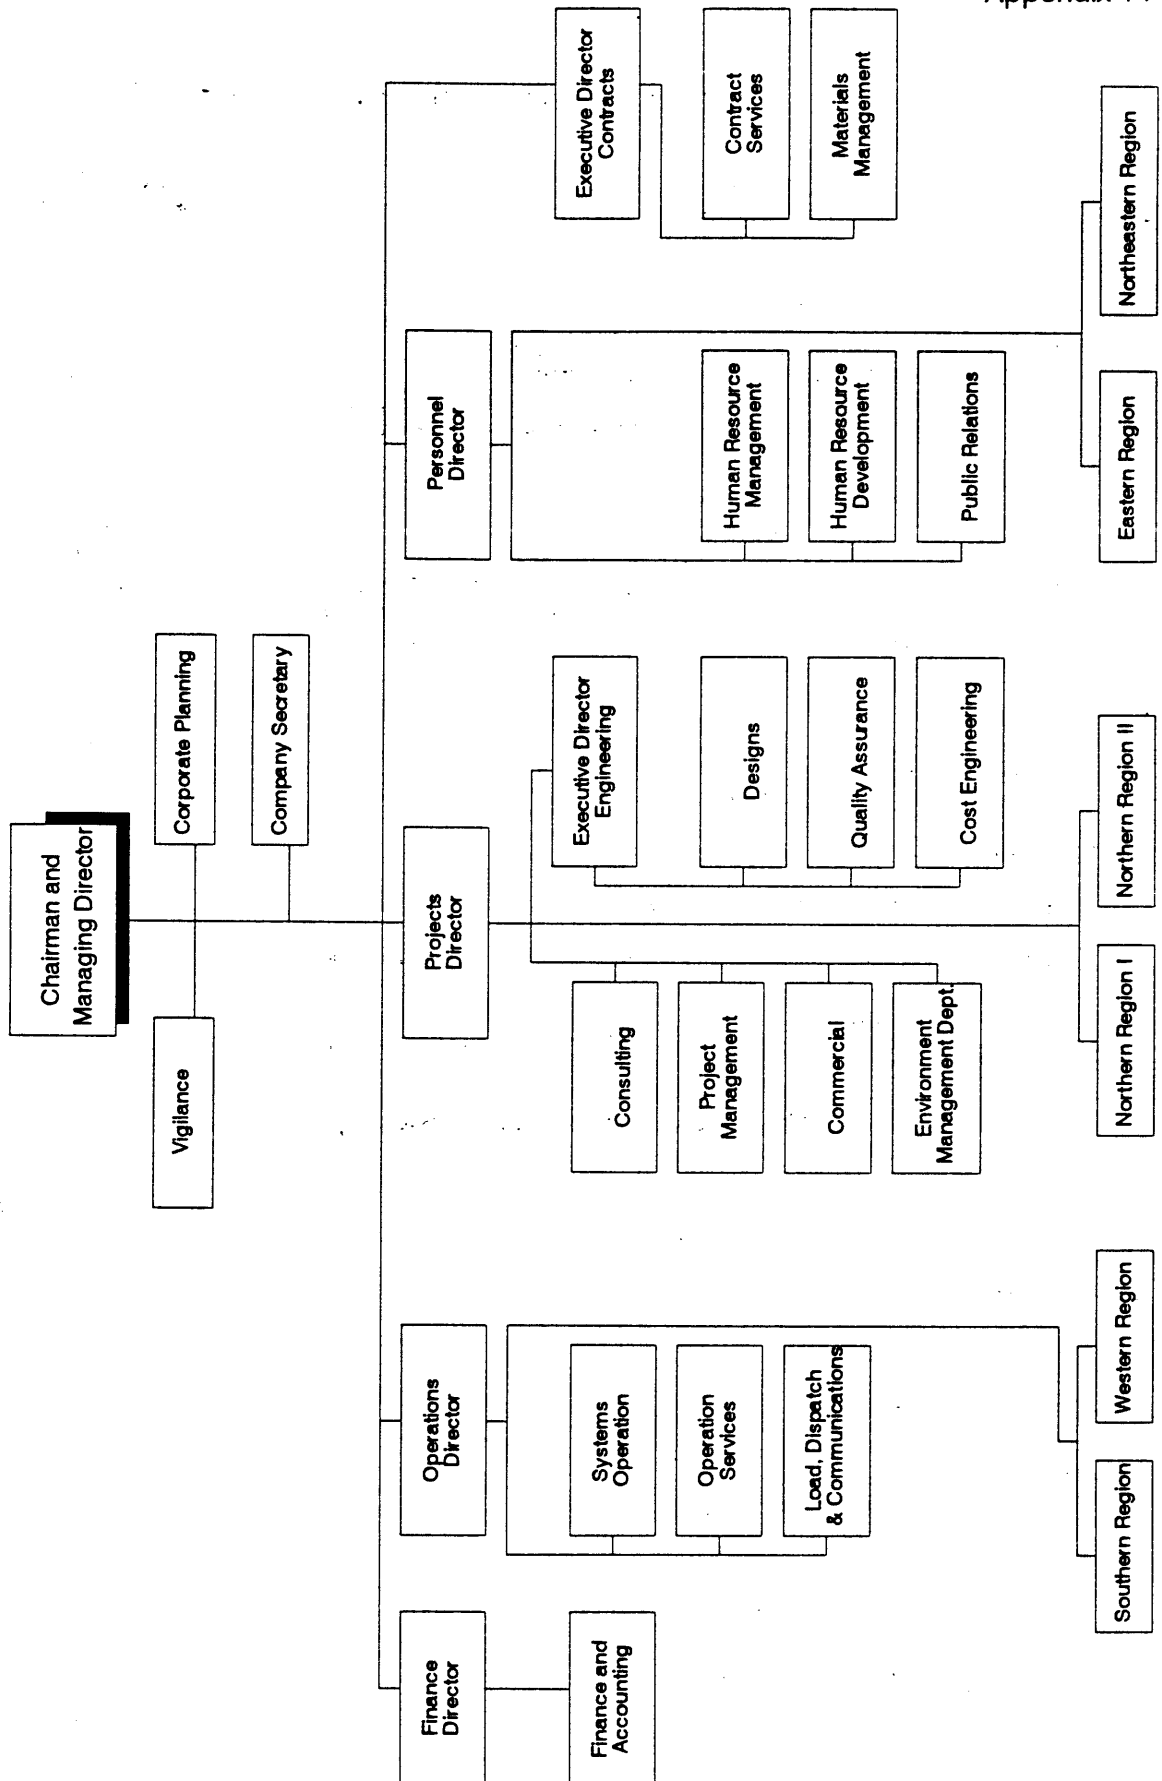 Appendix
Chairman and
Managing Director
Vigilance
Corporate Planning
Company Secretary
Finance
Director
Operations
Director
Projects
Director
Personnel
Director
Executive Director
Contracts
Finance and
Accounting
Systems
Operation
Operation
Services
Load, Dispatch
& Communications
Consulting
Project
Management
Commercial
Environment
Management Dept.
Executive Director
Engineering
Designs
Quality Assurance
Cost Engineering
Human Resource
Management
Human Resource
Development
Public Relations
Contract
Services
Materials
Management
Southern Region
Western Region
Northern Region I
Northern Region II
Eastern Region
Northeastern Region